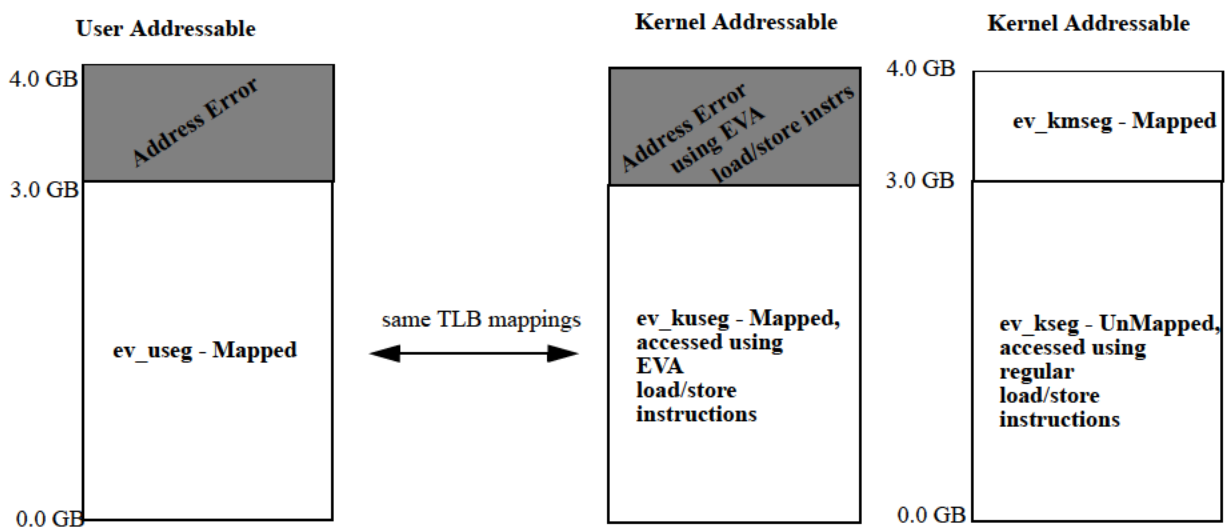 User Addressable
4.0 GB
Address Error
3.0 GB
ev_useg - Mapped
0.0 GB
same TLB mappings
Kernel Addressable
Address Error
using EVA
load/store instrs
ev_kuseg - Mapped,
accessed using
EVA
load/store
instructions
Kernel Addressable
4.0 GB
ev_kmseg - Mapped
3.0 GB
ev_kseg - UnMapped,
accessed using
regular
load/store
instructions
0.0 GB